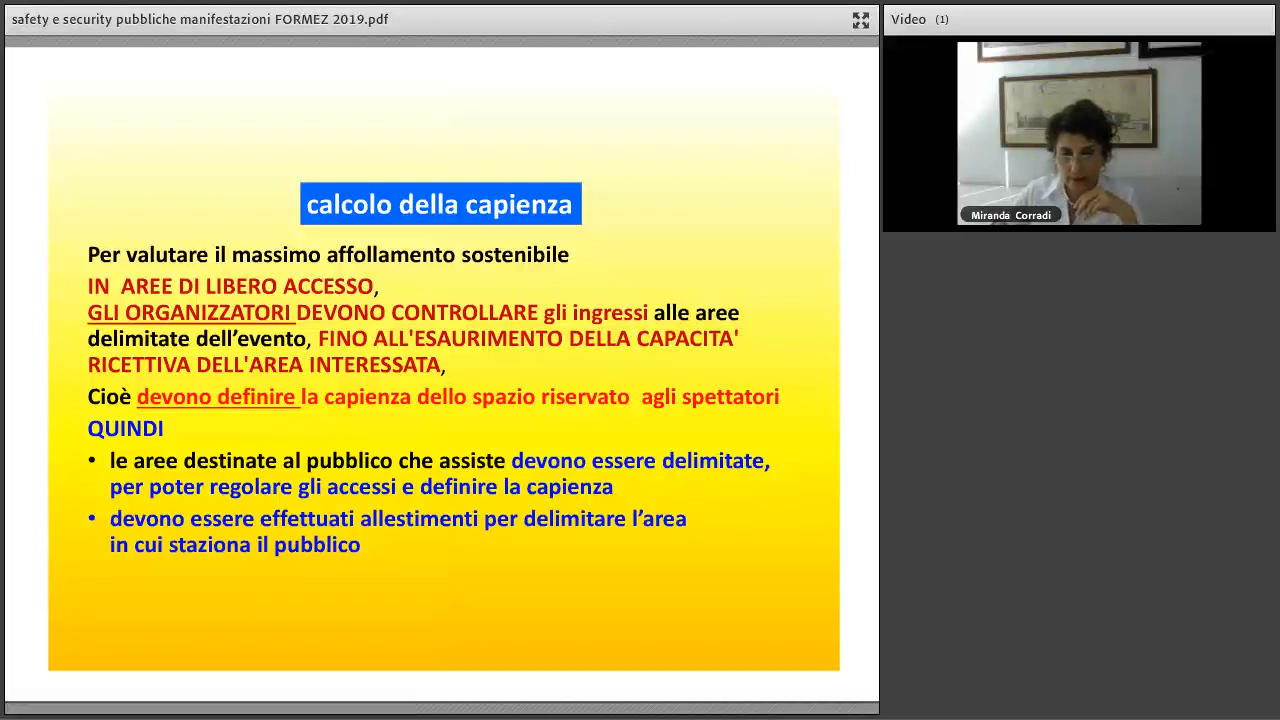 safety e security pubbliche manifestazioni FORMEZ 2019.pdf
Video (1)
Miranda Corradi
calcolo della capienza
Per valutare il massimo affollamento sostenibile
IN AREE DI LIBERO ACCESSO,
GLI ORGANIZZATORI DEVONO CONTROLLARE gli ingressi alle aree
delimitate dell’evento, FINO ALL'ESAURIMENTO DELLA CAPACITA'
RICETTIVA DELL'AREA INTERESSATA,
Cioè devono definire la capienza dello spazio riservato agli spettatori
QUINDI
• le aree destinate al pubblico che assiste devono essere delimitate,
per poter regolare gli accessi e definire la capienza
• devono essere effettuati allestimenti per delimitare l’area
in cui staziona il pubblico